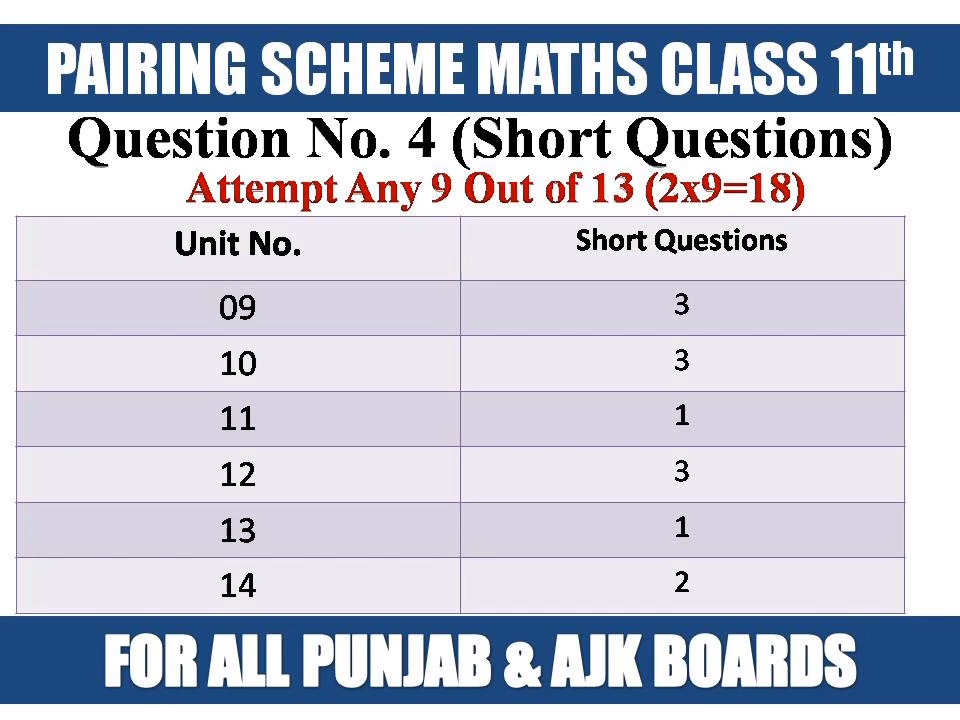 PAIRING SCHEME MATHS CLASS 11th
Question No. 4 (Short Questions)
Attempt Any 9 Out of 13 (2x9=18)
Unit No. Short Questions
09 3
10 3
11 1
12 3
13 1
14 2
FOR ALL PUNJAB & AJK BOARDS